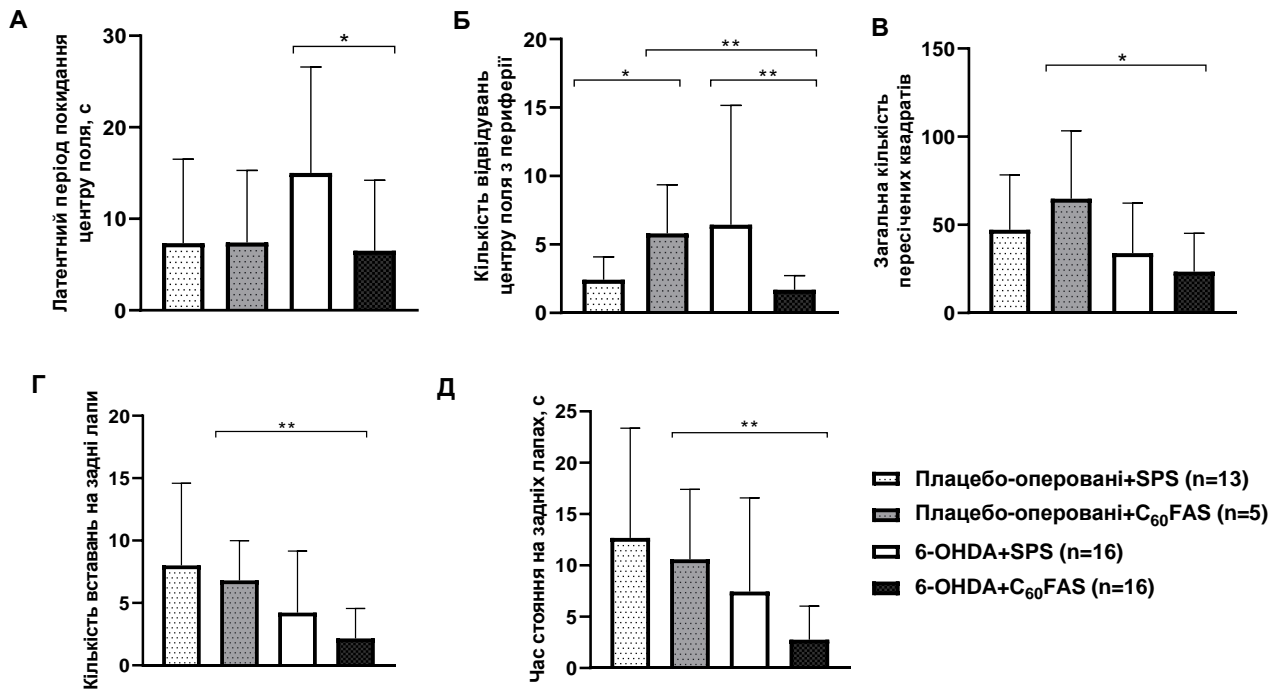 А
Патентний період покидання
центру поля, с
30
20
10
0
*
Б
Кількість відвідувань
центру поля з периферії
20
15
10
5
0
**
*
**
В
Загальна кількість
пересічених квадратів
150
100
50
0
*
Г
Кількість вставань на задні лапи
20
15
10
5
0
**
Д
Час стояння на задніх лапах, с
25
20
15
10
5
0
**
Плацебо-оперовані+SPS (n=13)
Плацебо-оперовані+C₆₀FAS (n=5)
6-OHDA+SPS (n=16)
6-OHDA+C₆₀FAS (n=16)